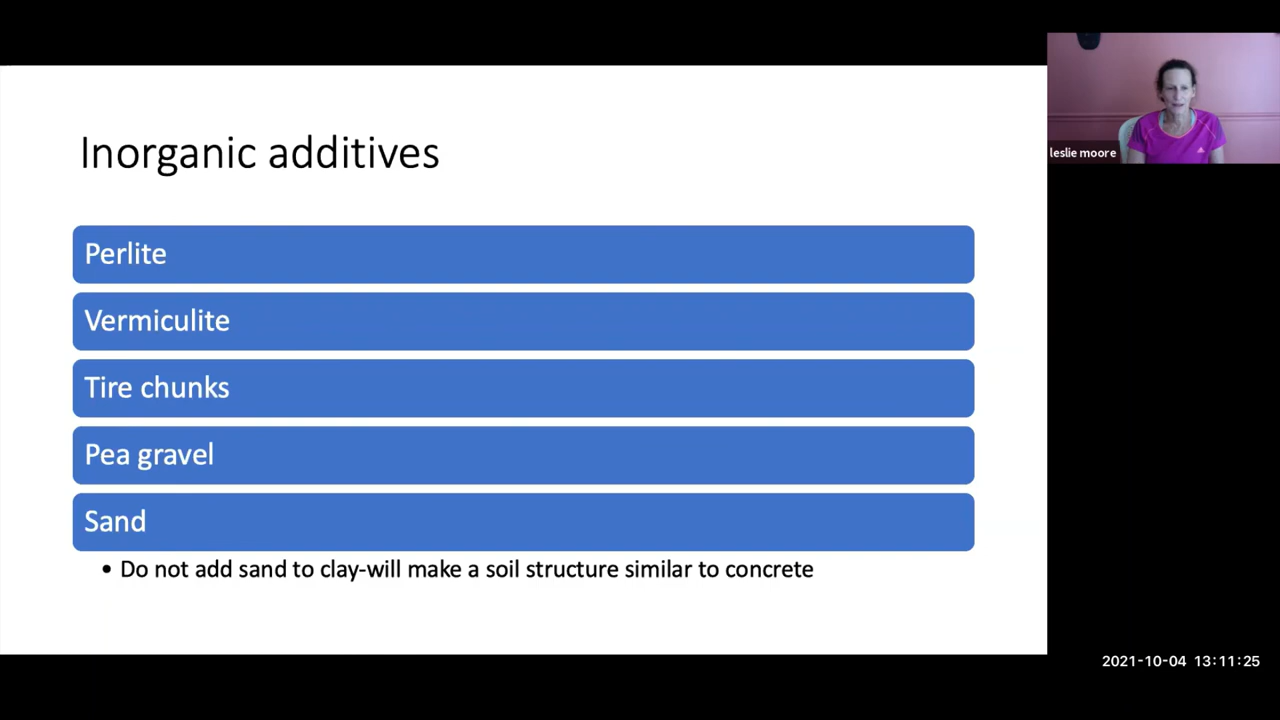 Inorganic additives
Perlite
Vermiculite
Tire chunks
Pea gravel
Sand
• Do not add sand to clay-will make a soil structure similar to concrete
leslie moore
2021-10-04 13:11:25